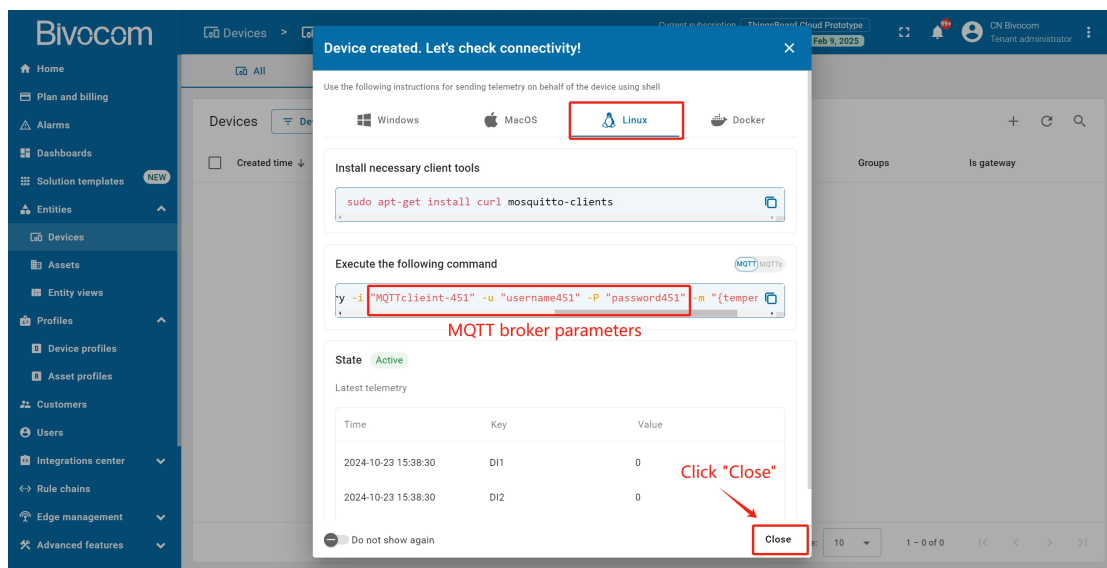 Bivocom
Devices >
Current subscription ThingsBoard Cloud Prototype
Feb 9, 2025
99+
CN Bivocom
Tenant administrator
Home
Plan and billing
Alarms
Dashboards
Solution templates NEW
Entities
Devices
Assets
Entity views
Profiles
Device profiles
Asset profiles
Customers
Users
Integrations center
Rule chains
Edge management
Advanced features
All
Devices
Created time
Groups
Is gateway
Device created. Let's check connectivity!
Use the following instructions for sending telemetry on behalf of the device using shell
Windows MacOS Linux Docker
Install necessary client tools
sudo apt-get install curl mosquitto-clients
Execute the following command
MQTT MQTTs
ry -i "MQTTclieint-451" -u "username451" -P "password451" -m "{temper
MQTT broker parameters
State Active
Latest telemetry
Time Key Value
2024-10-23 15:38:30 DI1 0
2024-10-23 15:38:30 DI2 0
Click "Close"
Do not show again
Close
10
1 – 0 of 0